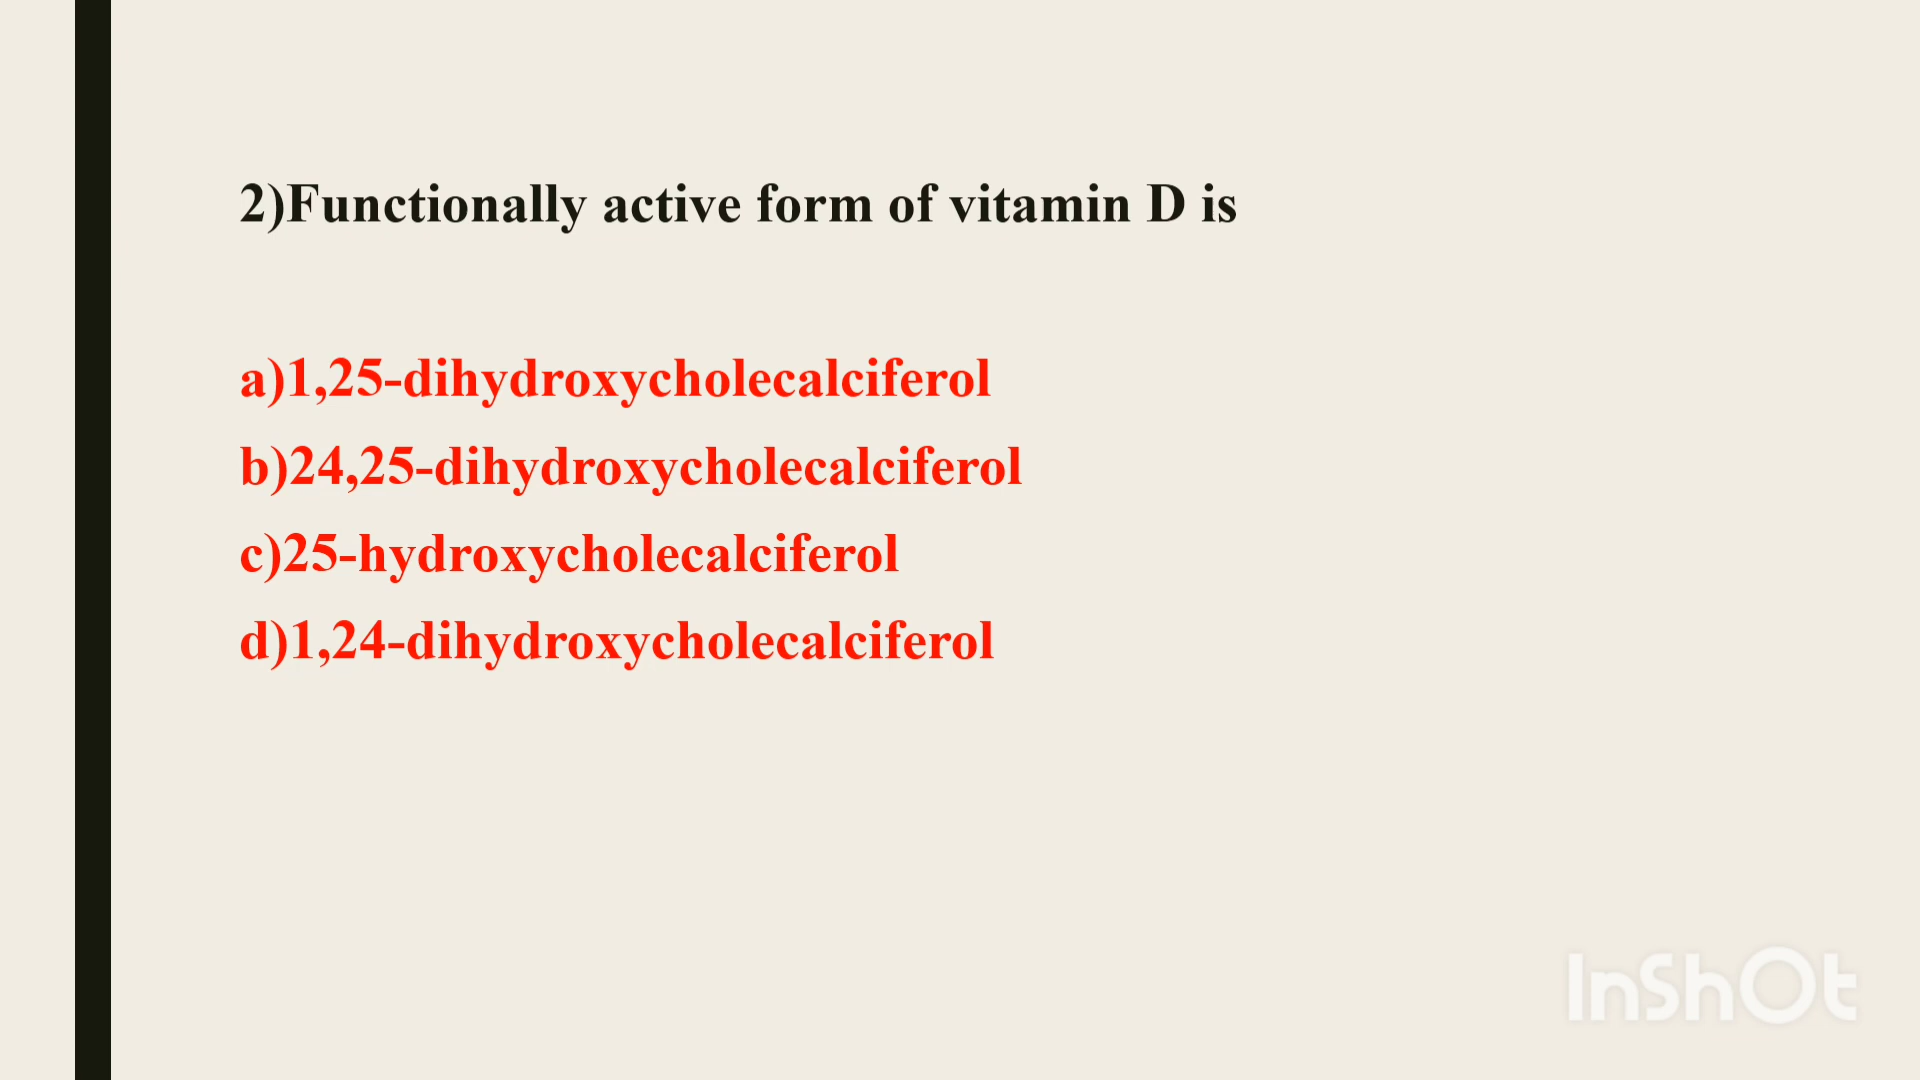 2)Functionally active form of vitamin D is
a)1,25-dihydroxycholecalciferol
b)24,25-dihydroxycholecalciferol
c)25-hydroxycholecalciferol
d)1,24-dihydroxycholecalciferol
InShOt